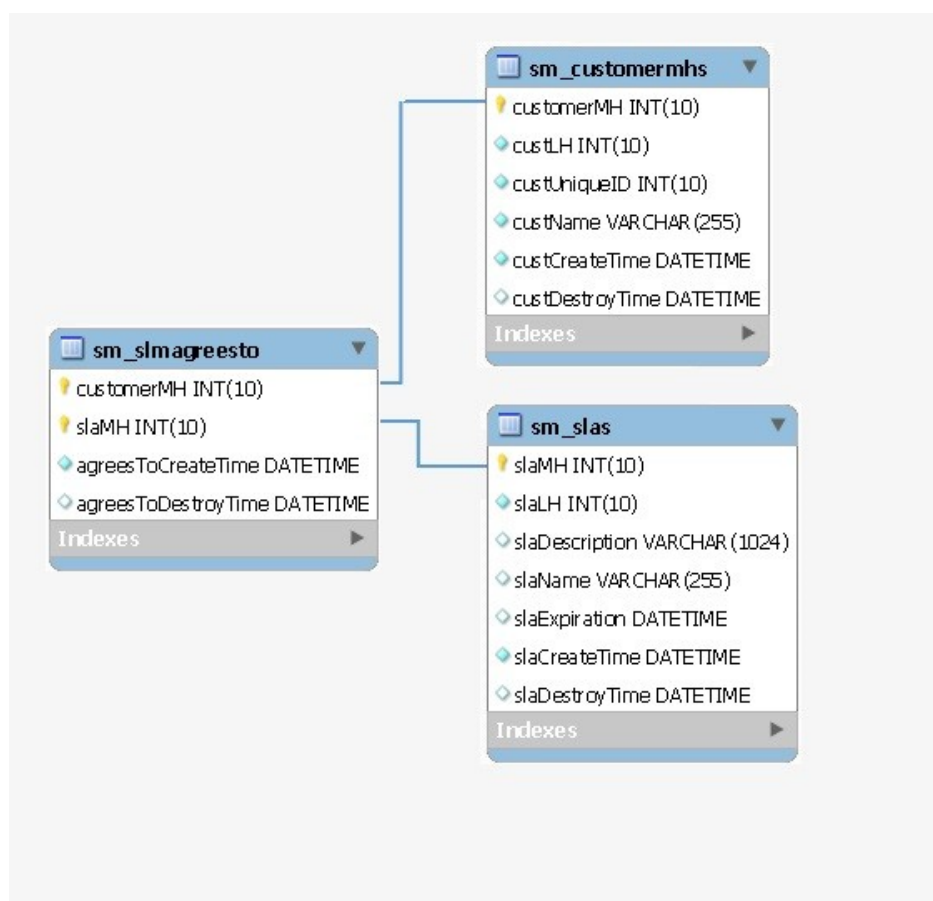 sm_customermhs
customerMH INT(10)
custLH INT(10)
custUniqueID INT(10)
custName VARCHAR(255)
custCreateTime DATETIME
custDestroyTime DATETIME
Indexes
sm_slmagreesto
customerMH INT(10)
slaMH INT(10)
agreesToCreateTime DATETIME
agreesToDestroyTime DATETIME
Indexes
sm_slas
slaMH INT(10)
slaLH INT(10)
slaDescription VARCHAR(1024)
slaName VARCHAR(255)
slaExpiration DATETIME
slaCreateTime DATETIME
slaDestroyTime DATETIME
Indexes